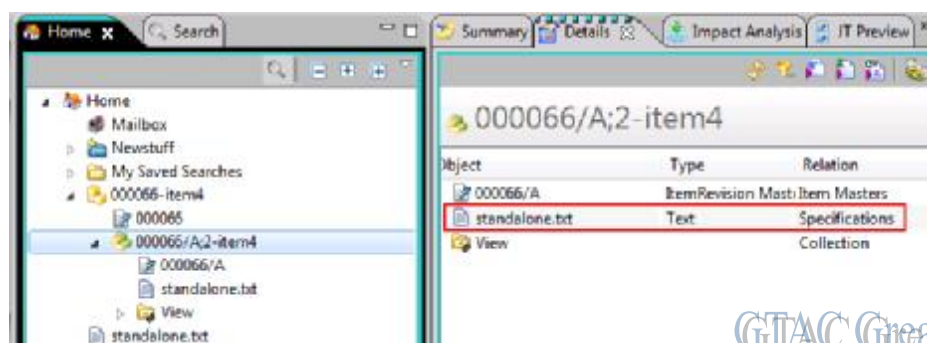 Home Search
Summary Details Impact Analysis IT Preview
Home
Mailbox
Newstuff
My Saved Searches
000066-item4
000066
000066/A;2-item4
000066/A
standalone.txt
View
standalone.txt
000066/A;2-item4
Object Type Relation
000066/A ItemRevision Mast Item Masters
standalone.txt Text Specifications
View Collection
GTAC